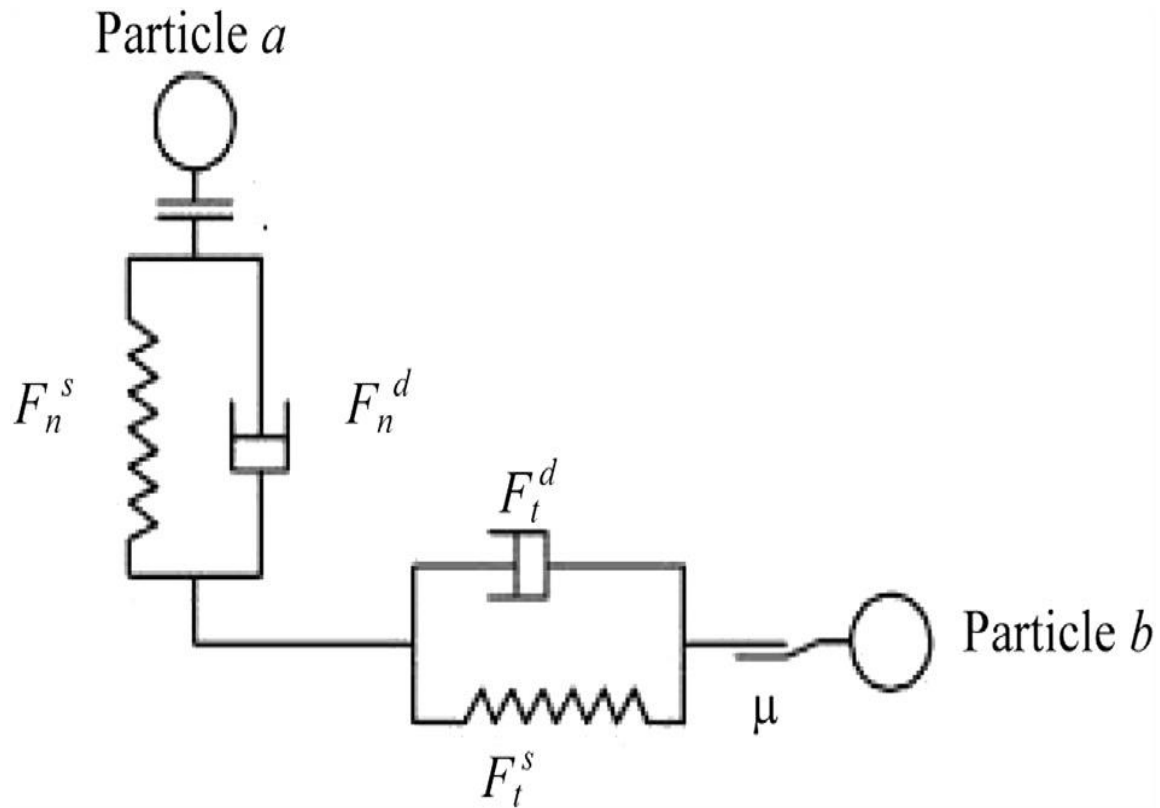 Particle a
F_n^s
F_n^d
F_t^d
Particle b
μ
F_t^s